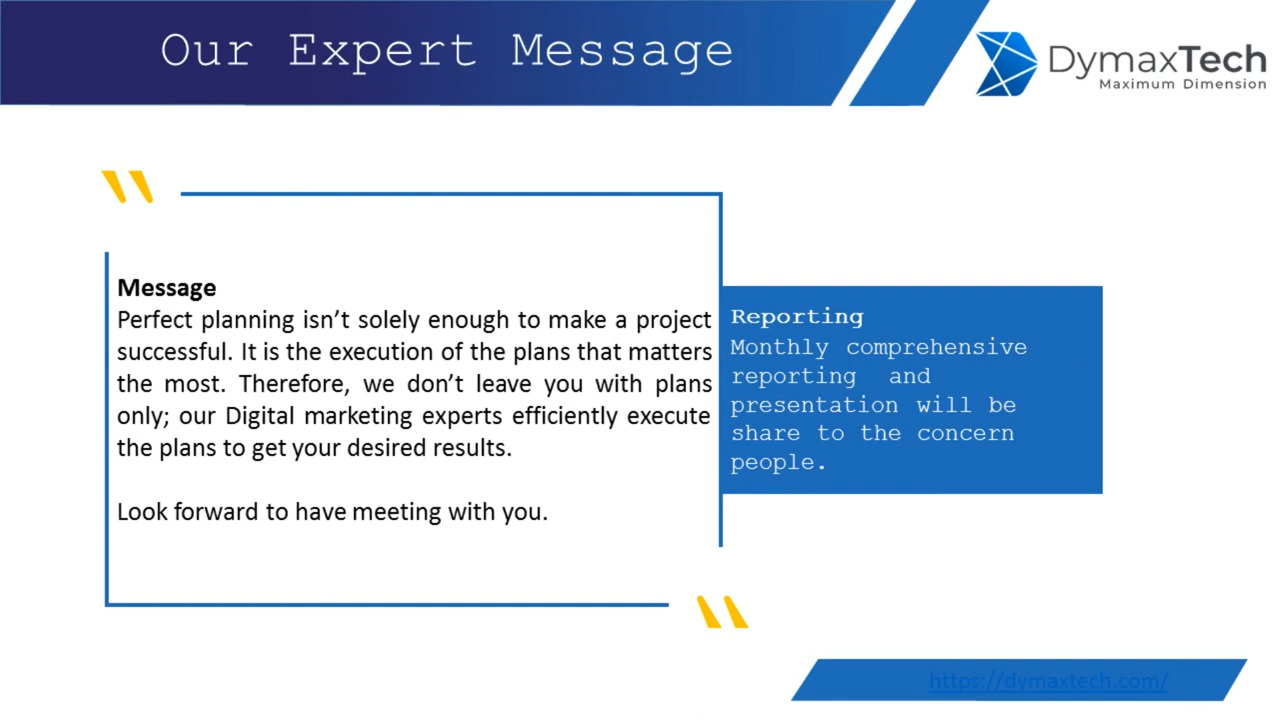 Our Expert Message
DymaxTech
Maximum Dimension
Message
Perfect planning isn’t solely enough to make a project
successful. It is the execution of the plans that matters
the most. Therefore, we don’t leave you with plans
only; our Digital marketing experts efficiently execute
the plans to get your desired results.
Look forward to have meeting with you.
Reporting
Monthly comprehensive
reporting and
presentation will be
share to the concern
people.
https://dymaxtech.com/